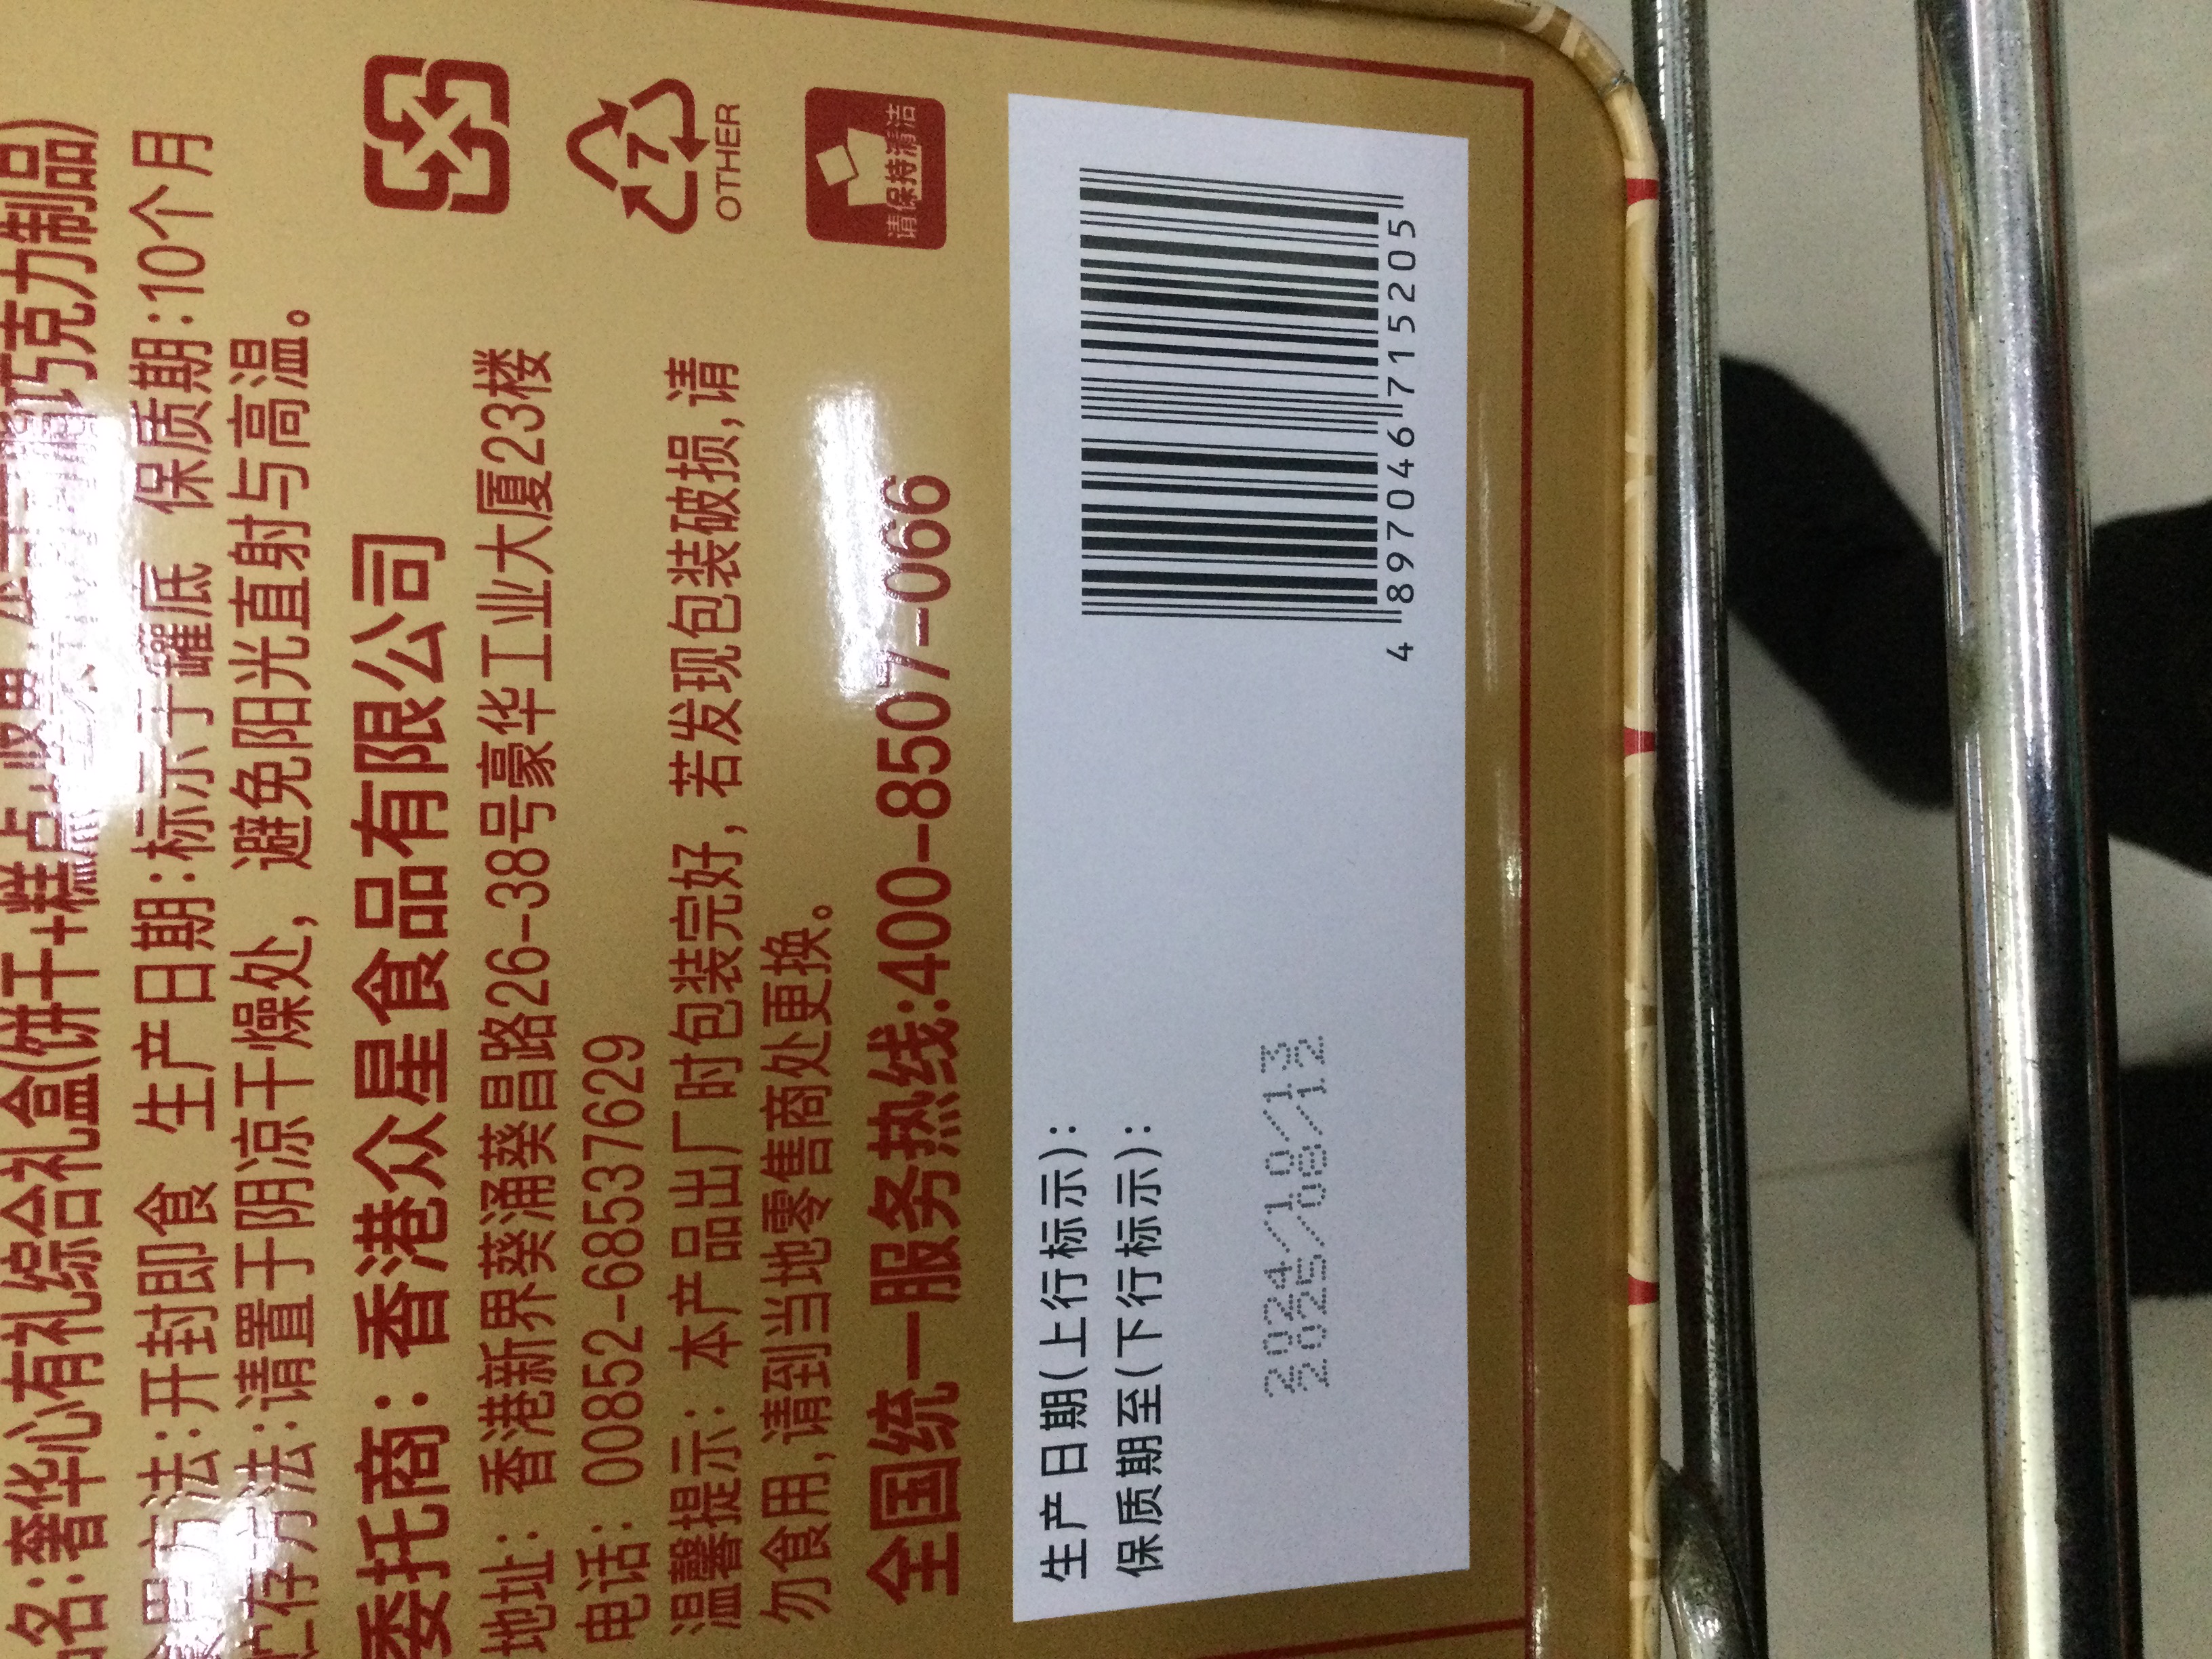 品名:奢华心有礼综合礼盒(饼干+糕点 巧克力制品)
食用方法:开封即食 生产日期:标示于罐底 保质期:10个月
贮存方法:请置于阴凉干燥处，避免阳光直射与高温。
委托商：香港众星食品有限公司
地址：香港新界葵涌葵昌路26-38号豪华工业大厦23楼
电话：00852-68537629
温馨提示：本产品出厂时包装完好，若发现包装破损,请
勿食用,请到当地零售商处更换。
全国统一服务热线:400-8507-066
7
OTHER
请保持清洁
生产日期(上行标示)：
保质期至(下行标示)：
2024/10/13
2025/08/12
4 897046 715205